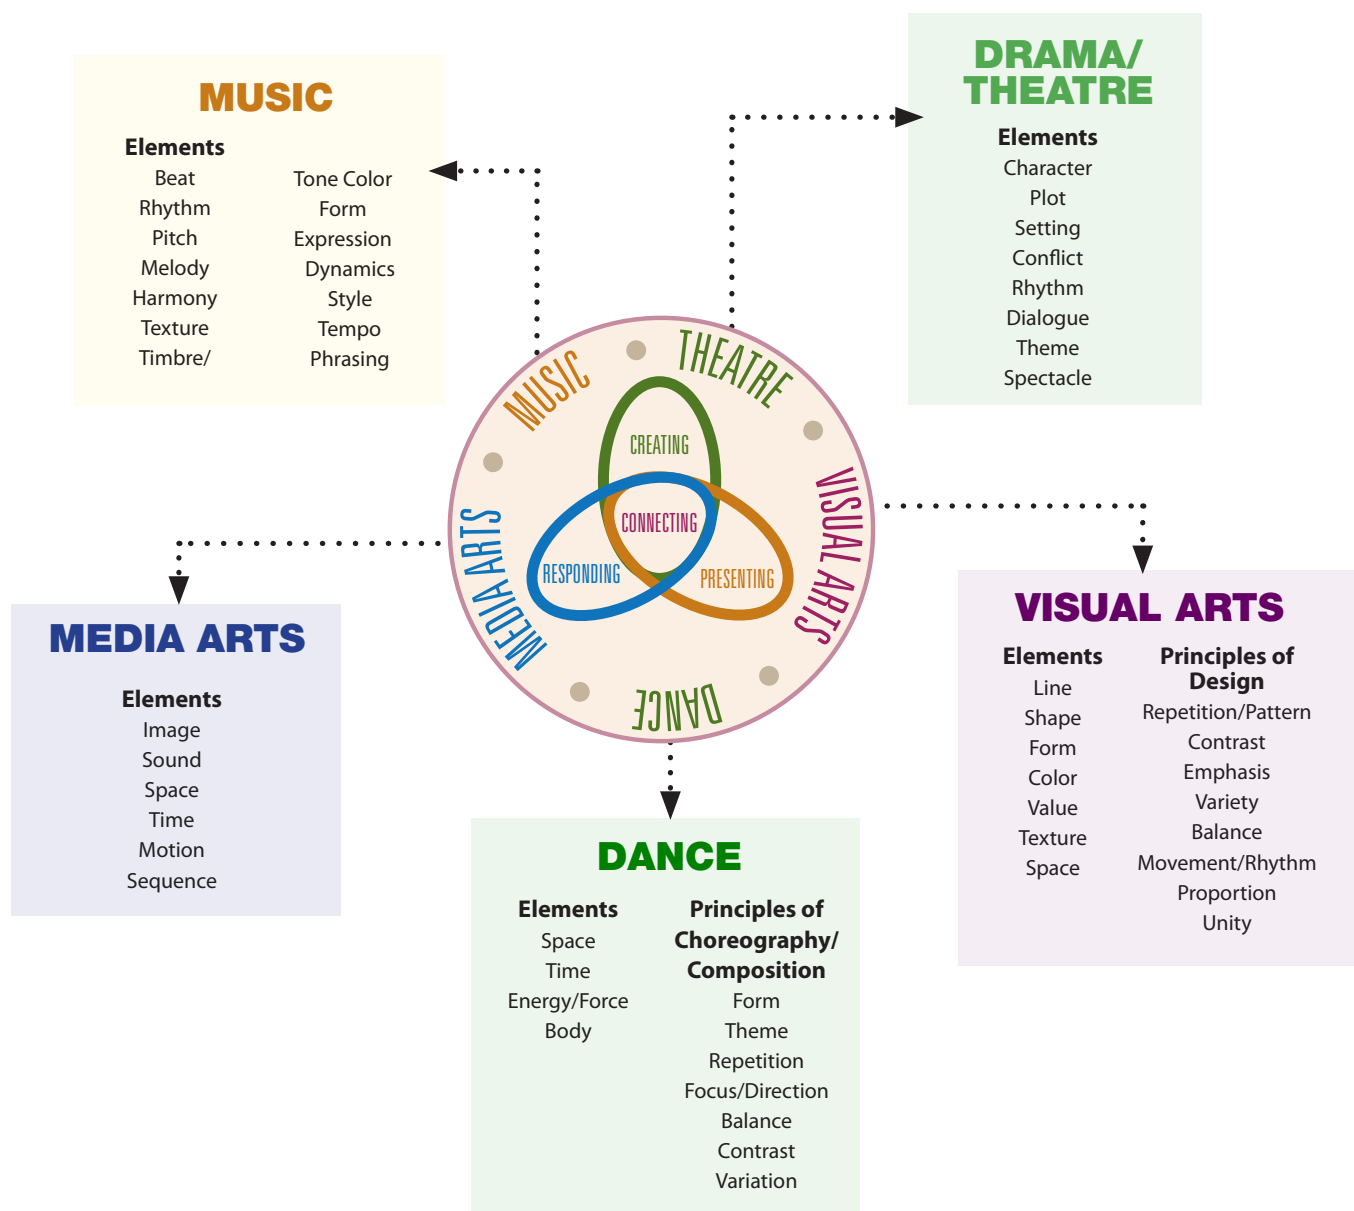 MUSIC
Elements
Beat
Rhythm
Pitch
Melody
Harmony
Texture
Timbre/
Tone Color
Form
Expression
Dynamics
Style
Tempo
Phrasing
DRAMA/
THEATRE
Elements
Character
Plot
Setting
Conflict
Rhythm
Dialogue
Theme
Spectacle
MUSIC
THEATRE
VISUAL ARTS
DANCE
MEDIA ARTS
CREATING
CONNECTING
RESPONDING
PRESENTING
MEDIA ARTS
Elements
Image
Sound
Space
Time
Motion
Sequence
VISUAL ARTS
Elements
Line
Shape
Form
Color
Value
Texture
Space
Principles of
Design
Repetition/Pattern
Contrast
Emphasis
Variety
Balance
Movement/Rhythm
Proportion
Unity
DANCE
Elements
Space
Time
Energy/Force
Body
Principles of
Choreography/
Composition
Form
Theme
Repetition
Focus/Direction
Balance
Contrast
Variation